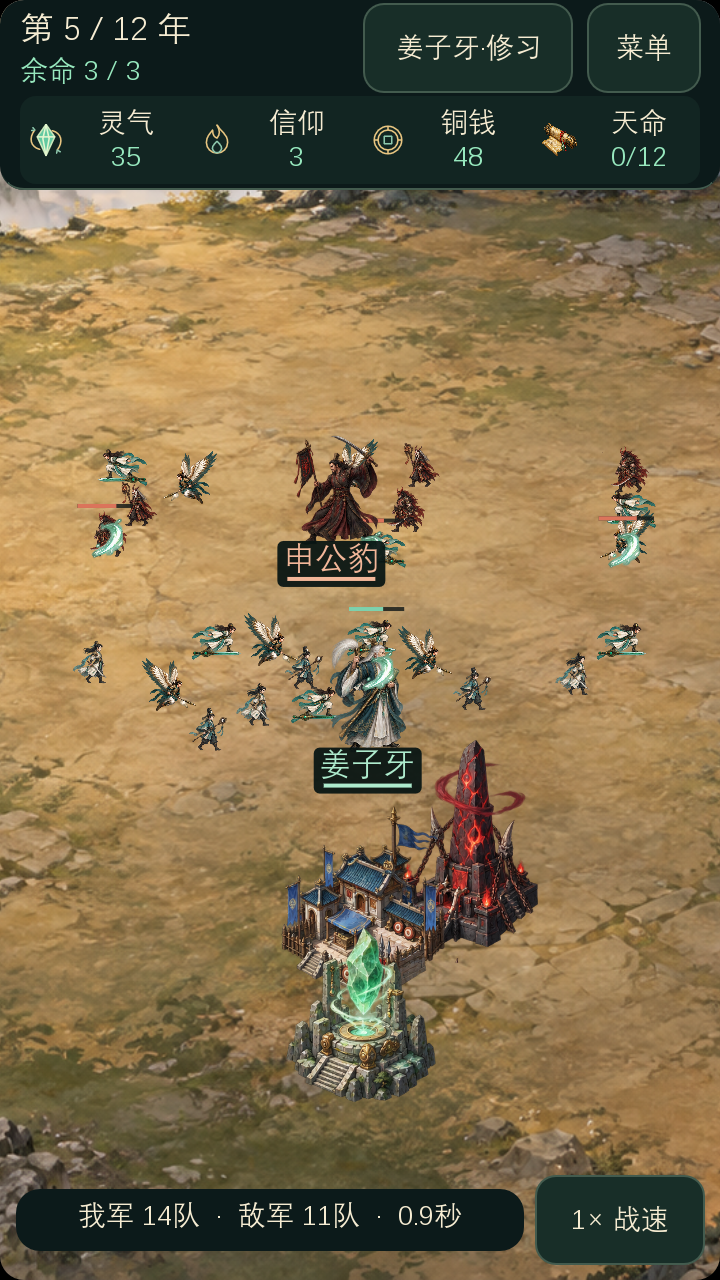 第 5 / 12 年
余命 3 / 3
姜子牙·修习
菜单
灵气
35
信仰
3
铜钱
48
天命
0/12
申公豹
姜子牙
我军 14队 · 敌军 11队 · 0.9秒
1× 战速